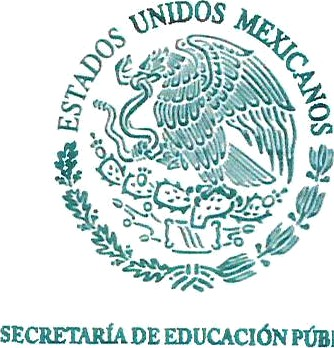 ESTADOS UNIDOS MEXICANOS
SECRETARÍA DE EDUCACIÓN PÚB